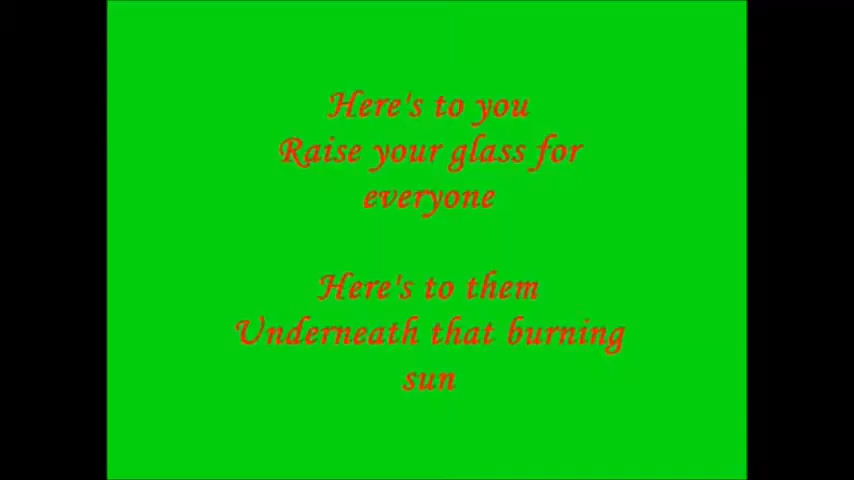 Here's to you
Raise your glass for
everyone
Here's to them
Underneath that burning
sun